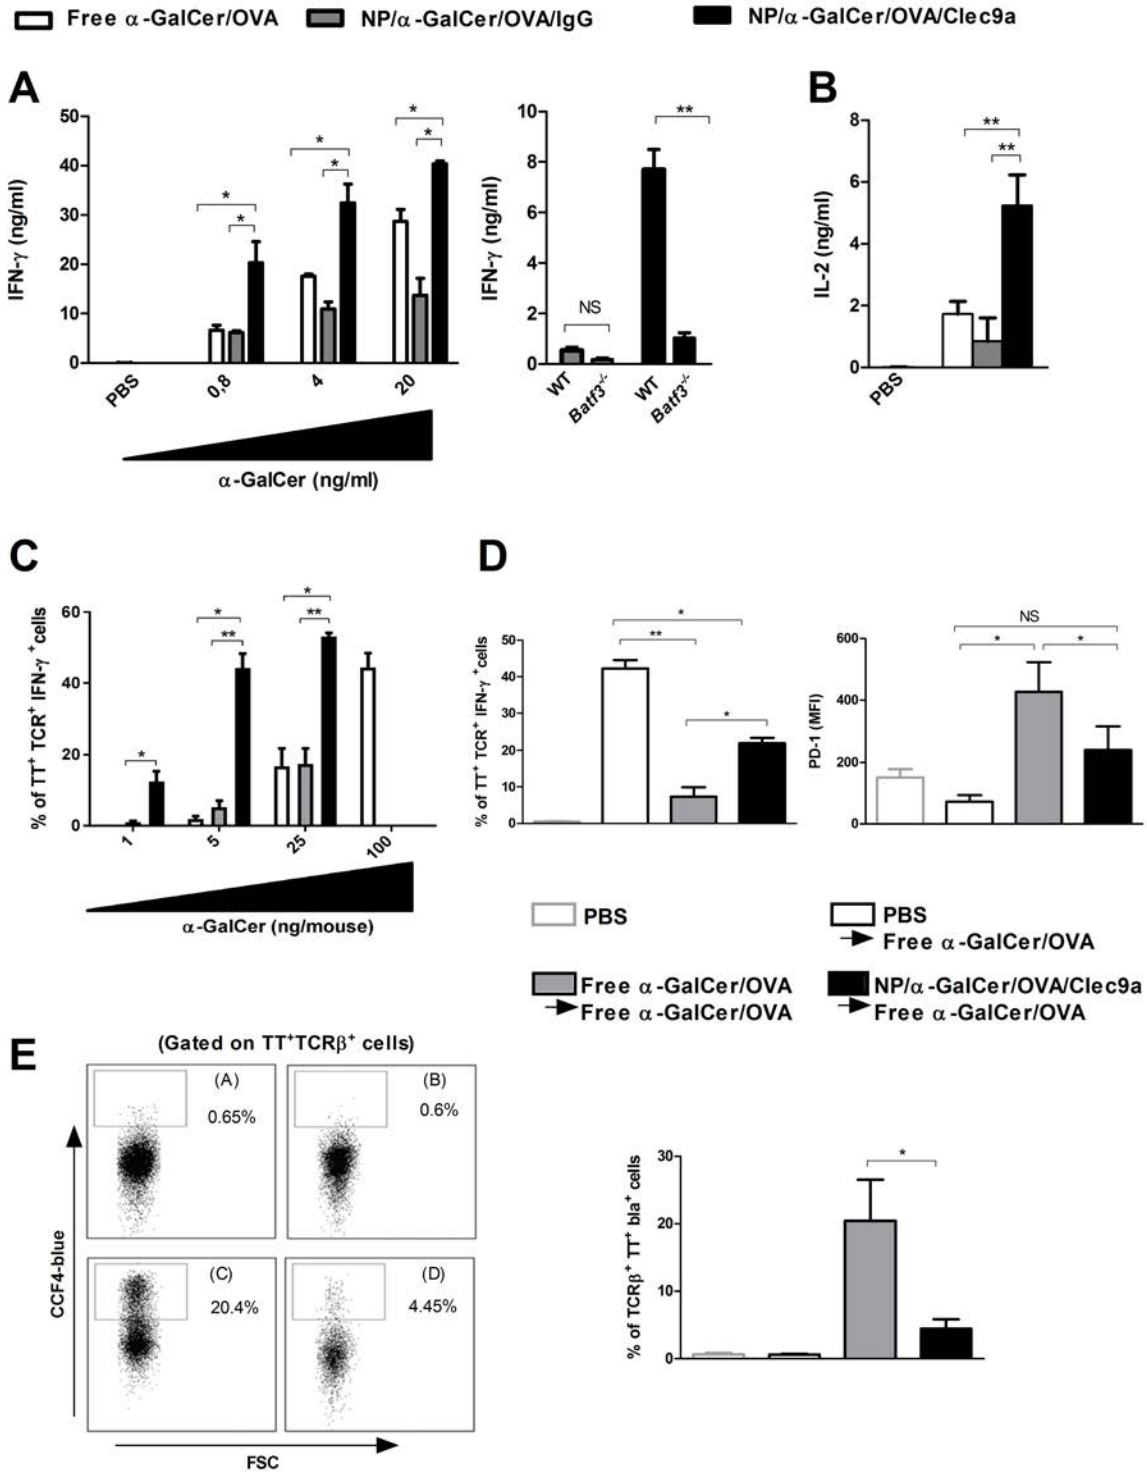 Free α-GalCer/OVA
NP/α-GalCer/OVA/IgG
NP/α-GalCer/OVA/Clec9a
A
IFN-γ (ng/ml)
50
40
30
20
10
0
*
*
*
*
*
*
PBS
0,8
4
20
α-GalCer (ng/ml)
IFN-γ (ng/ml)
10
8
6
4
2
0
NS
**
WT
Batf3-/-
WT
Batf3-/-
B
IL-2 (ng/ml)
8
6
4
2
0
**
**
PBS
C
% of TT+ TCR+ IFN-γ +cells
60
40
20
0
*
*
**
*
**
1
5
25
100
α-GalCer (ng/mouse)
D
% of TT+ TCR+ IFN-γ +cells
50
40
30
20
10
0
*
**
*
PD-1 (MFI)
600
400
200
0
NS
*
*
PBS
PBS
Free α-GalCer/OVA
Free α-GalCer/OVA
Free α-GalCer/OVA
NP/α-GalCer/OVA/Clec9a
Free α-GalCer/OVA
E
(Gated on TT+TCRβ+ cells)
(A)
0.65%
(B)
0.6%
(C)
20.4%
(D)
4.45%
CCF4-blue
FSC
% of TCRβ+ TT+ bla+ cells
30
20
10
0
*